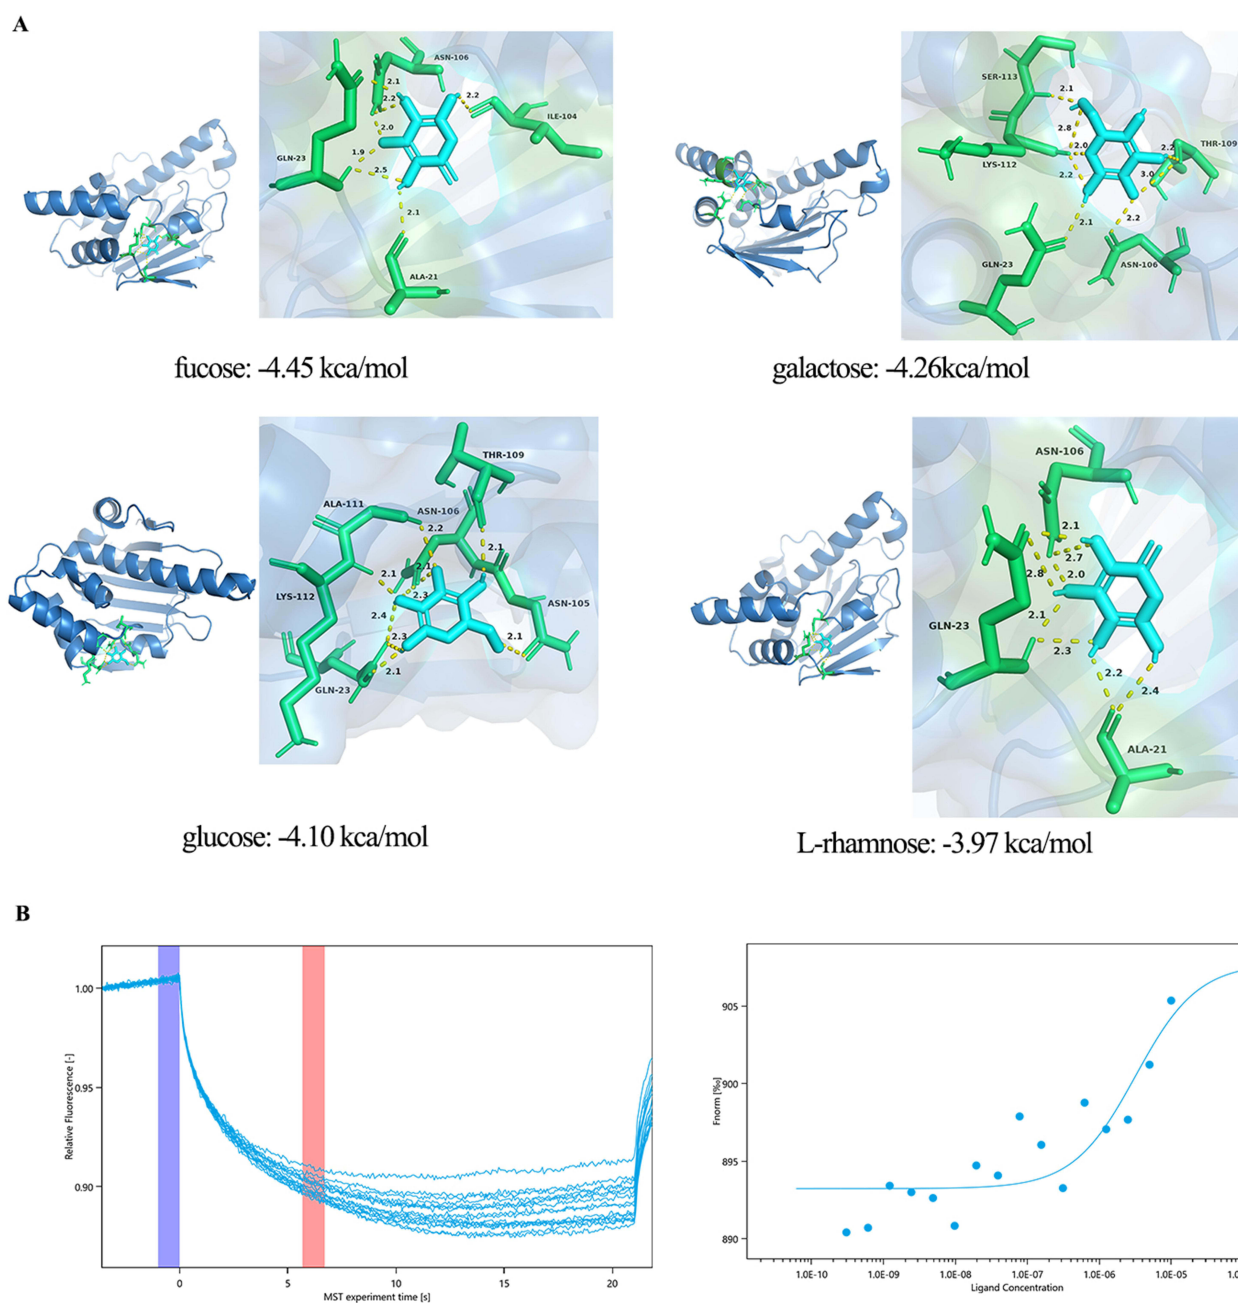 A
ASN-106
2.1
2.2
2.2
ILE-104
2.0
GLN-23
1.9
2.5
2.1
ALA-21
fucose: -4.45 kca/mol
SER-113
2.1
2.8
THR-109
2.0
2.2
LYS-112
2.2
3.0
2.1
2.2
GLN-23
ASN-106
galactose: -4.26kca/mol
THR-109
ALA-111
ASN-106
2.2
2.1
2.1
2.1
LYS-112
2.3
ASN-105
2.4
2.3
2.1
GLN-23
2.1
glucose: -4.10 kca/mol
ASN-106
2.1
2.7
2.8
2.0
2.1
GLN-23
2.3
2.2
2.4
ALA-21
L-rhamnose: -3.97 kca/mol
B
Relative Fluorescence [-]
1.00
0.95
0.90
0
5
10
15
20
MST experiment time [s]
Fnorm [‰]
905
900
895
890
1.0E-10
1.0E-09
1.0E-08
1.0E-07
1.0E-06
1.0E-05
1.0
Ligand Concentration